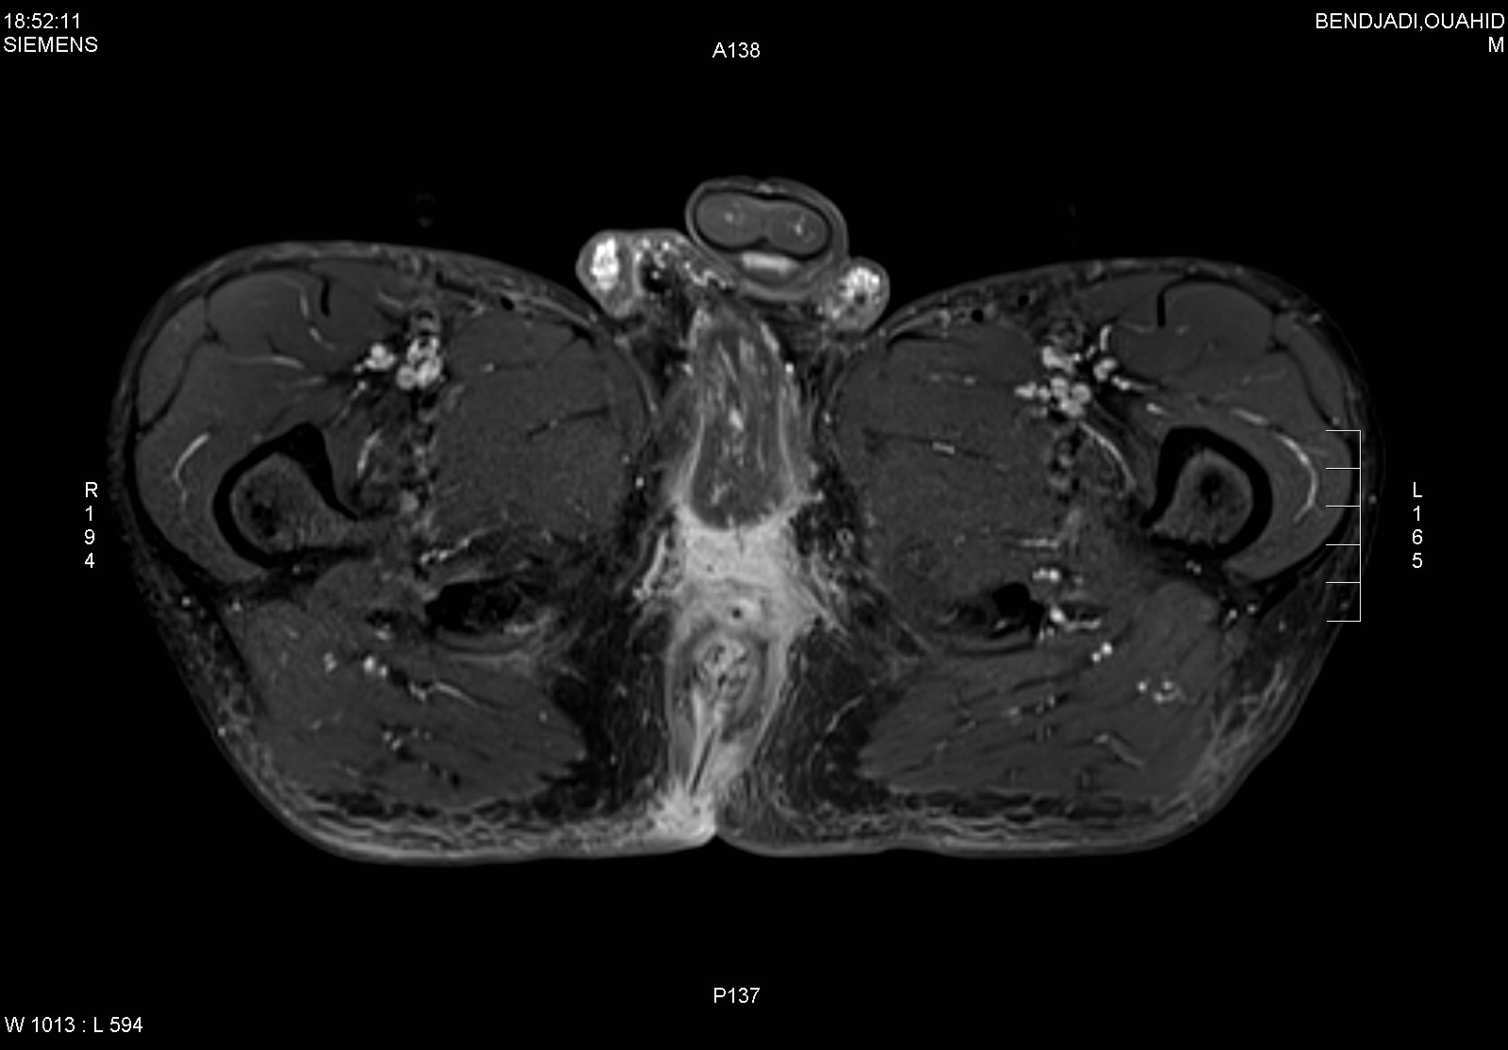 18:52:11
SIEMENS
BENDJADI,OUAHID
M
A138
R
1
9
4
L
1
6
5
P137
W 1013 : L 594